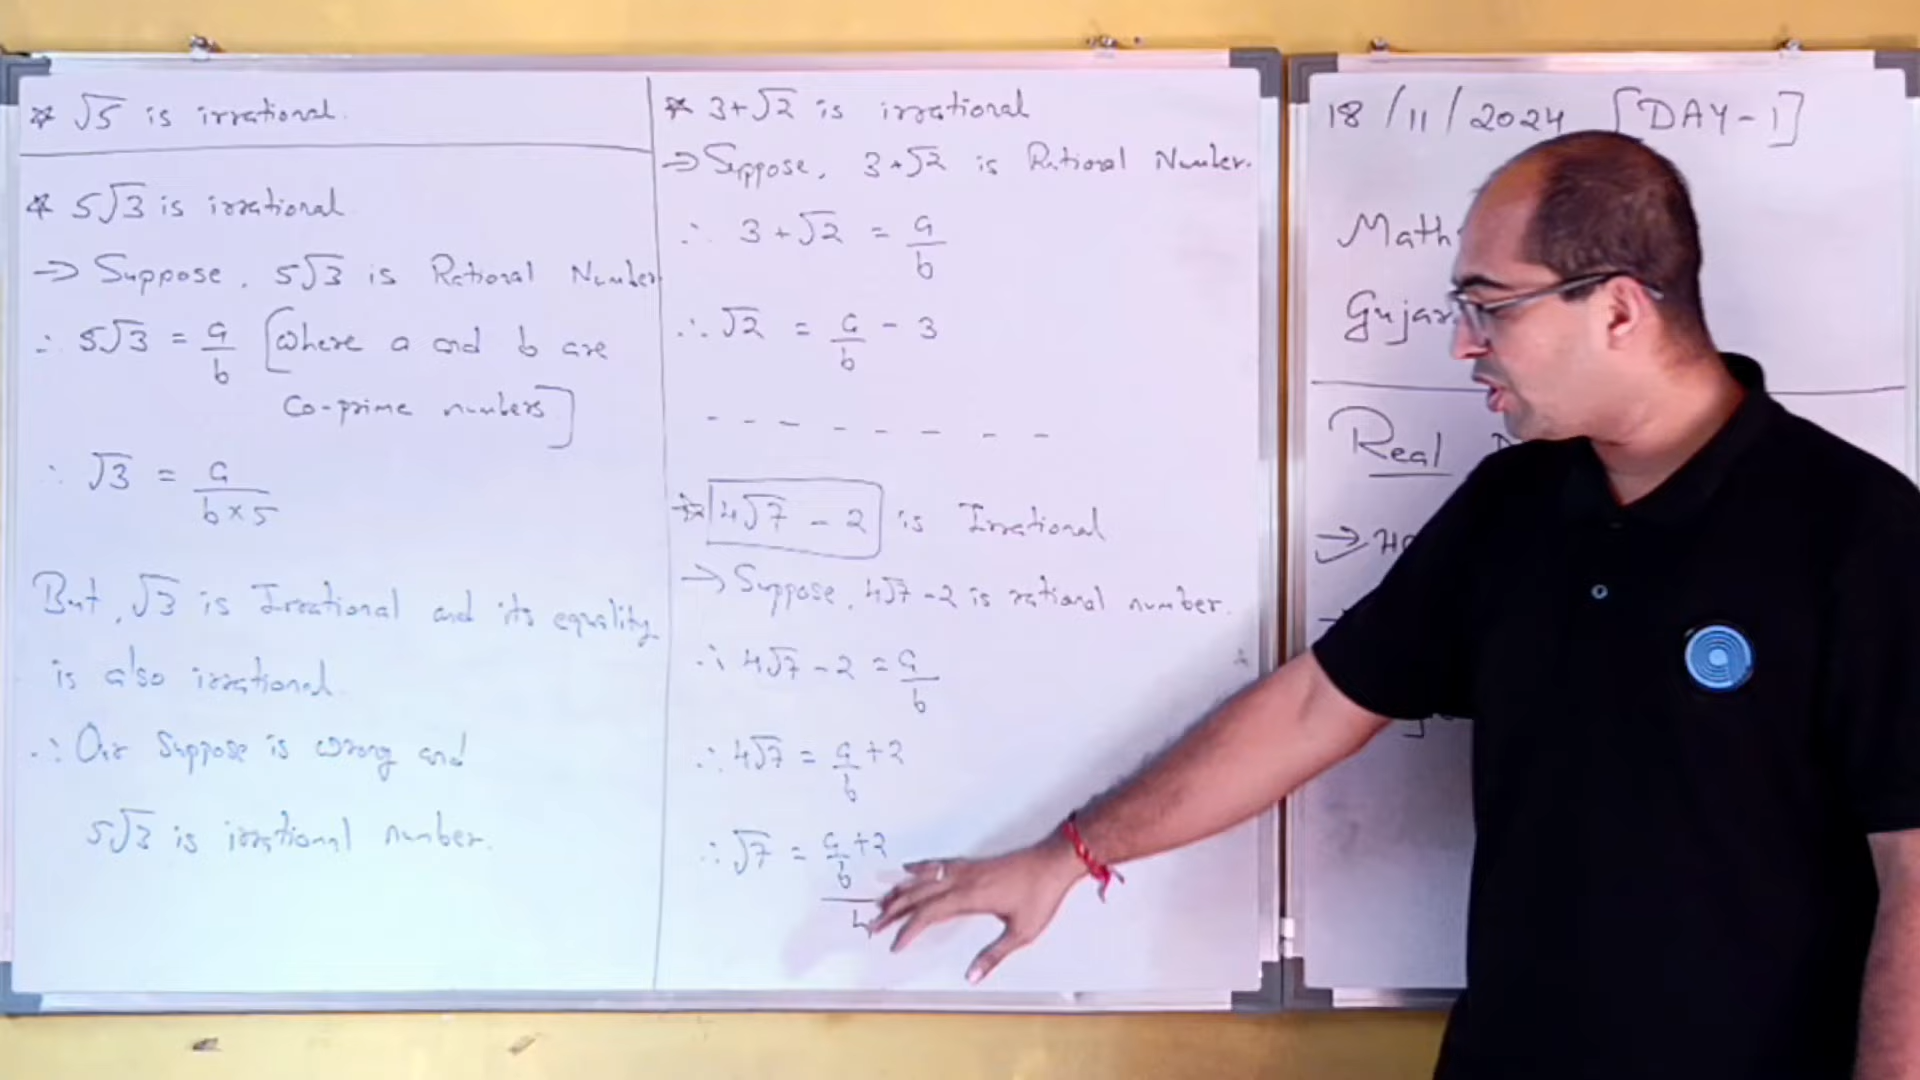 ☆ √5 is irrational.
☆ 5√3 is irrational
→ Suppose, 5√3 is Rational Number
∴ 5√3 = a/b [where a and b are
Co-prime numbers]
∴ √3 = a/(b×5)
But, √3 is Irrational and its equality
is also irrational.
∴ Our Suppose is wrong and
5√3 is irrational number.
☆ 3+√2 is irrational
→ Suppose, 3+√2 is Rational Number.
∴ 3+√2 = a/b
∴ √2 = a/b - 3
- - - - - - - -
☆ 4√7 - 2 is Irrational
→ Suppose, 4√7-2 is rational number.
∴ 4√7-2 = a/b
∴ 4√7 = a/b +2
∴ √7 = (a/b +2)/4
18/11/2024 [DAY-1]
Math
Real